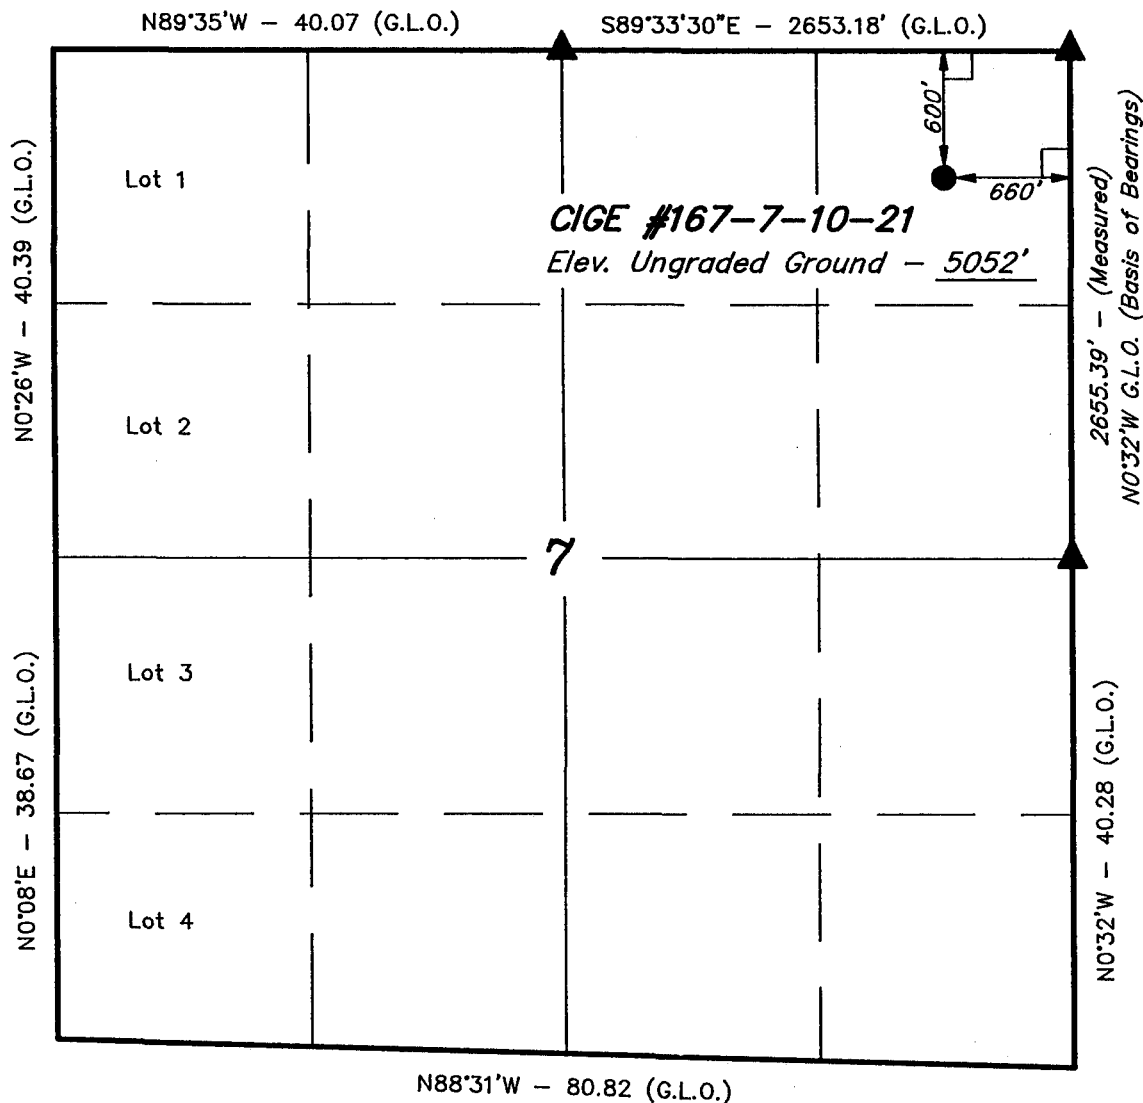 N89°35'W – 40.07 (G.L.O.)
S89°33'30"E – 2653.18' (G.L.O.)
600'
660'
Lot 1
N0°26'W – 40.39 (G.L.O.)
CIGE #167-7-10-21
Elev. Ungraded Ground – 5052'
2655.39' – (Measured)
N0°32'W G.L.O. (Basis of Bearings)
Lot 2
7
Lot 3
N0°08'E – 38.67 (G.L.O.)
N0°32'W – 40.28 (G.L.O.)
Lot 4
N88°31'W – 80.82 (G.L.O.)